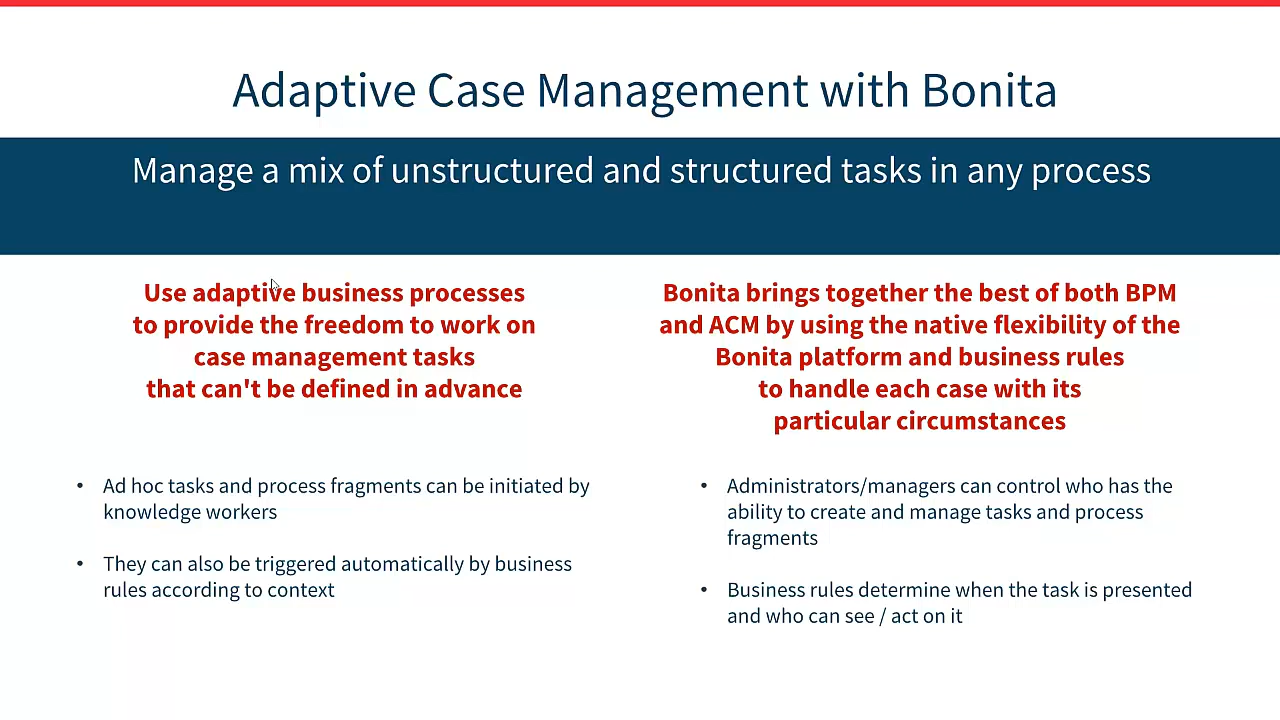 Adaptive Case Management with Bonita
Manage a mix of unstructured and structured tasks in any process
Use adaptive business processes
to provide the freedom to work on
case management tasks
that can't be defined in advance
• Ad hoc tasks and process fragments can be initiated by
knowledge workers
• They can also be triggered automatically by business
rules according to context
Bonita brings together the best of both BPM
and ACM by using the native flexibility of the
Bonita platform and business rules
to handle each case with its
particular circumstances
• Administrators/managers can control who has the
ability to create and manage tasks and process
fragments
• Business rules determine when the task is presented
and who can see / act on it